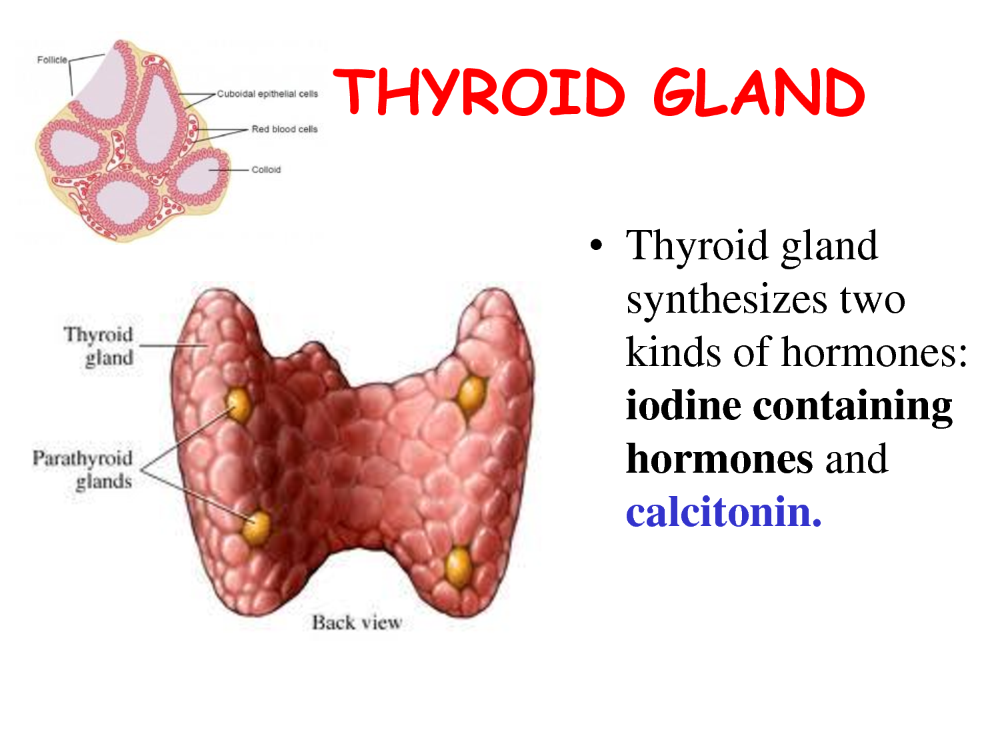 THYROID GLAND
Follicle
Cuboidal epithelial cells
Red blood cells
Colloid
• Thyroid gland
synthesizes two
kinds of hormones:
iodine containing
hormones and
calcitonin.
Thyroid
gland
Parathyroid
glands
Back view